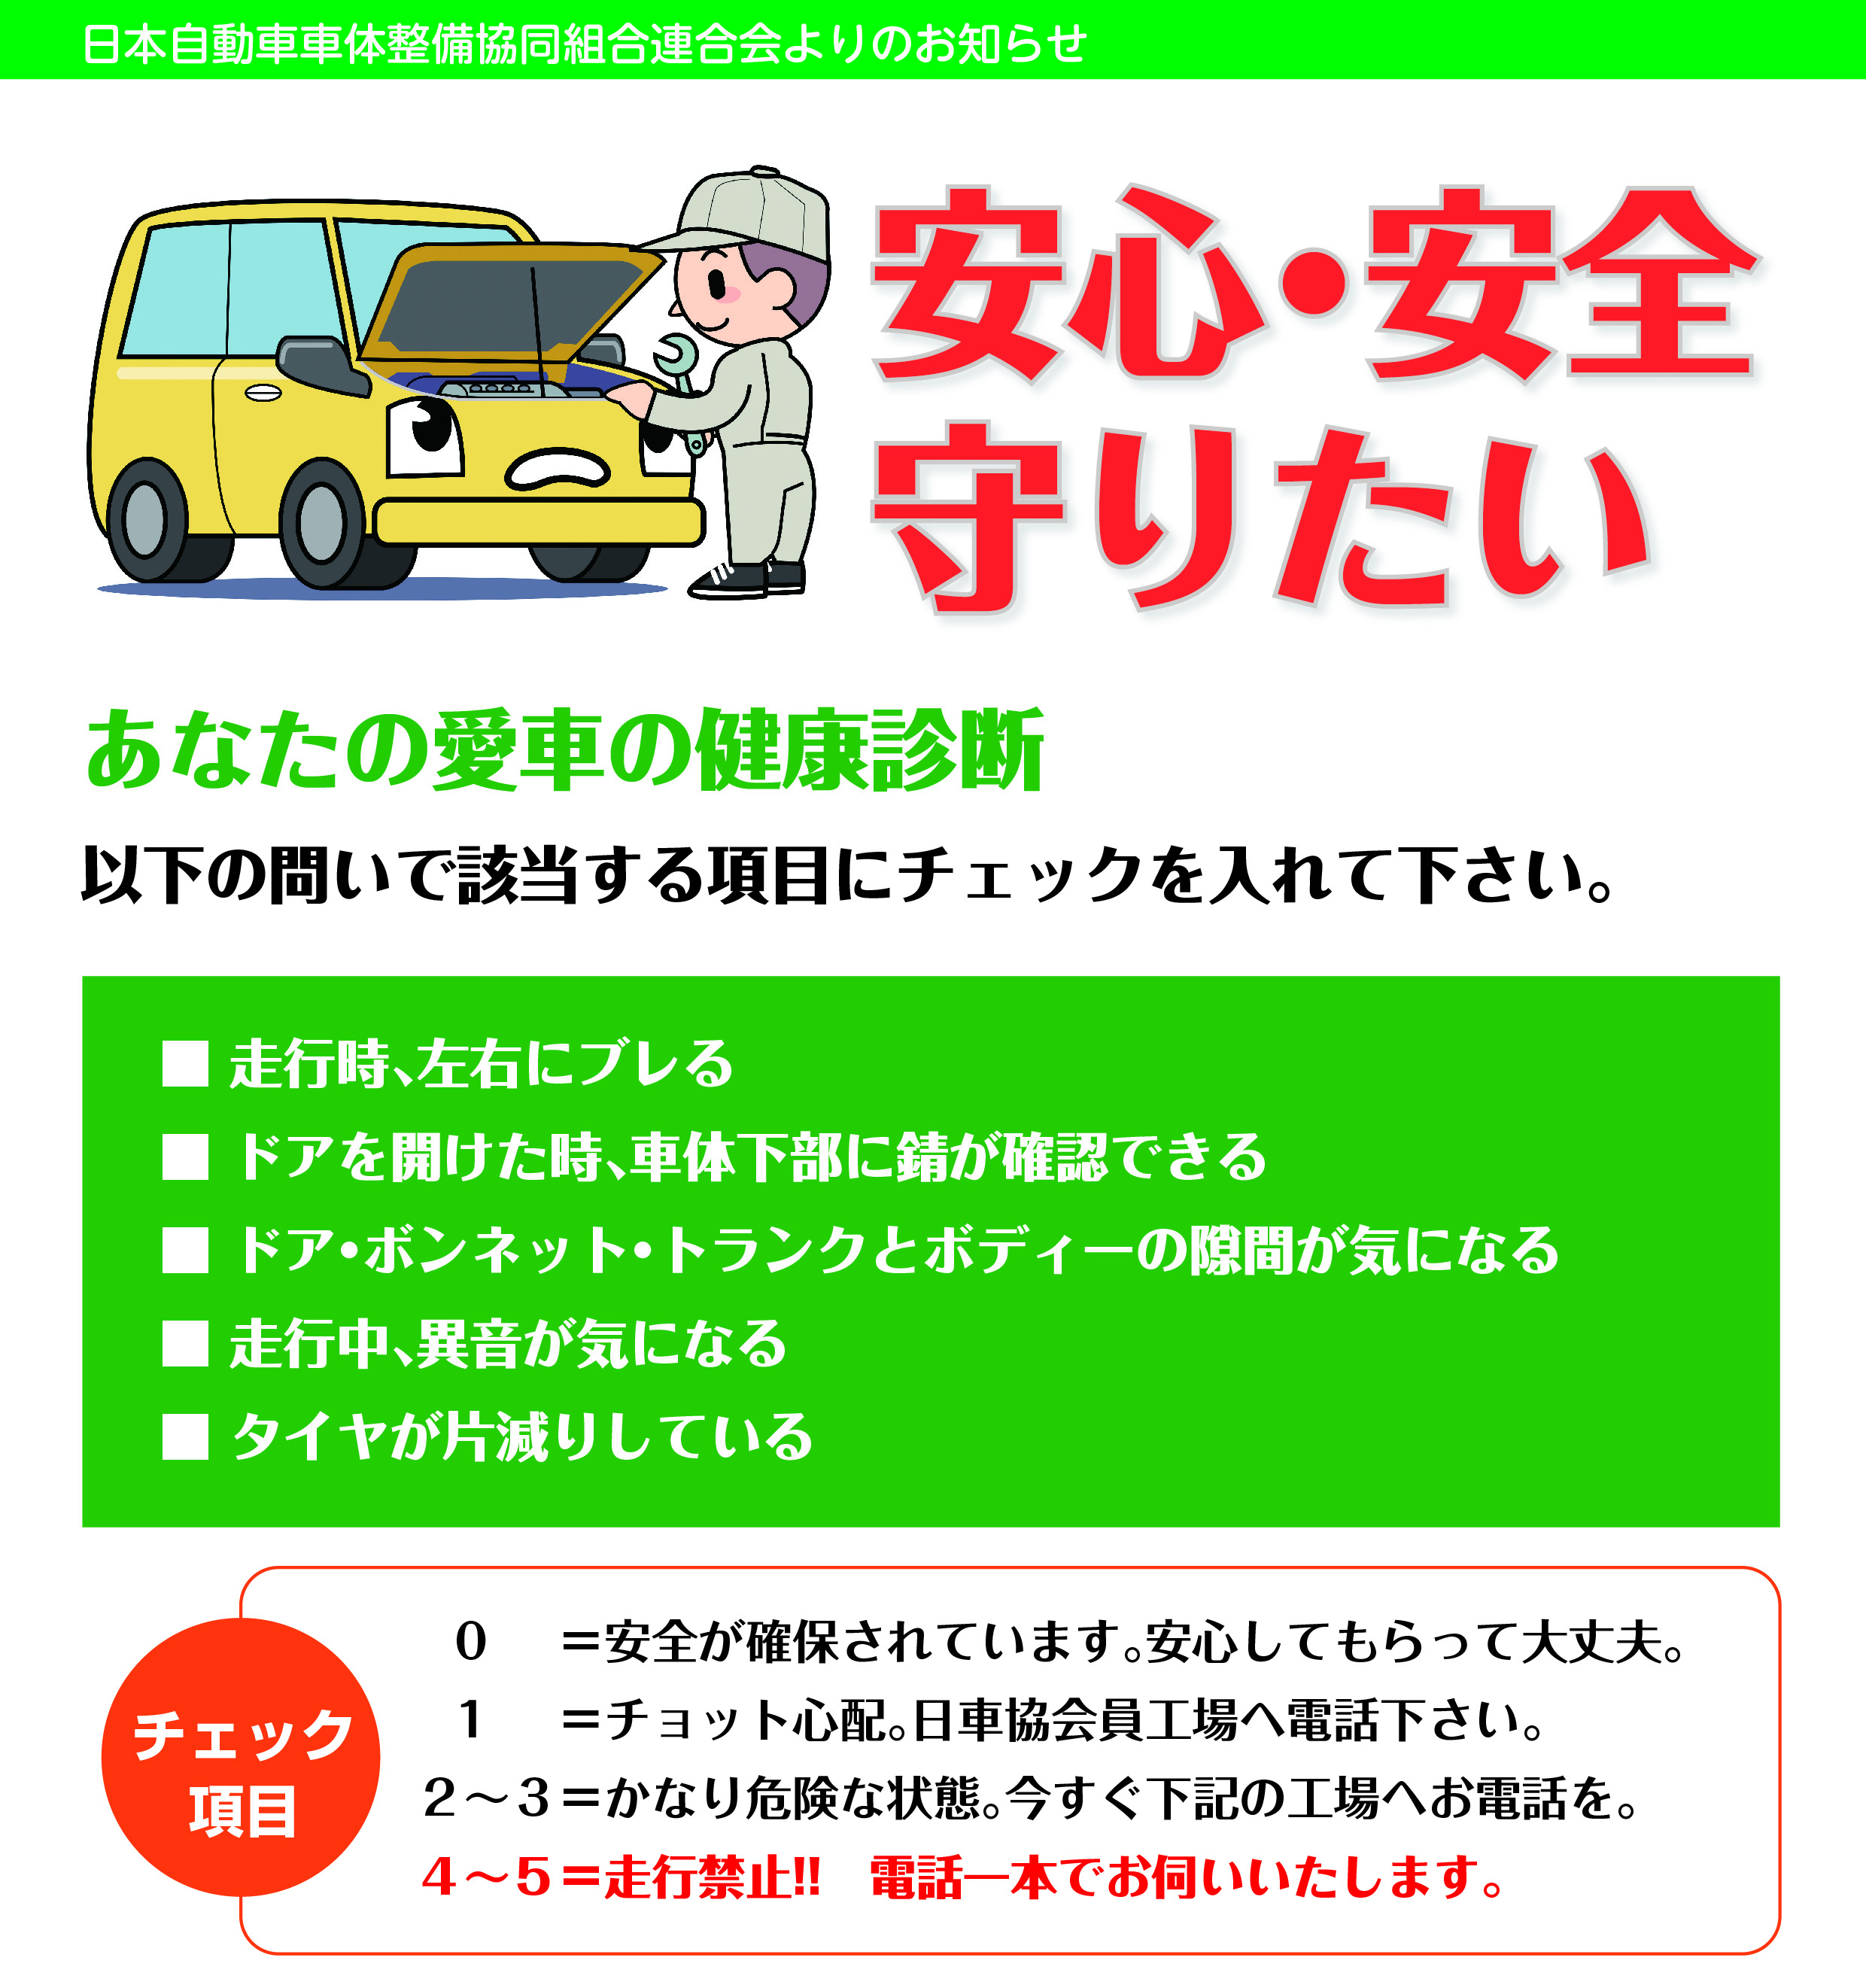 日本自動車車体整備協同組合連合会よりのお知らせ
安心・安全
守りたい
あなたの愛車の健康診断
以下の問いで該当する項目にチェックを入れて下さい。
■ 走行時、左右にブレる
■ ドアを開けた時、車体下部に錆が確認できる
■ ドア・ボンネット・トランクとボディーの隙間が気になる
■ 走行中、異音が気になる
■ タイヤが片減りしている
チェック
項目
0 ＝安全が確保されています。安心してもらって大丈夫。
1 ＝チョット心配。日車協会員工場へ電話下さい。
2～3＝かなり危険な状態。今すぐ下記の工場へお電話を。
4～5＝走行禁止!! 電話一本でお伺いいたします。